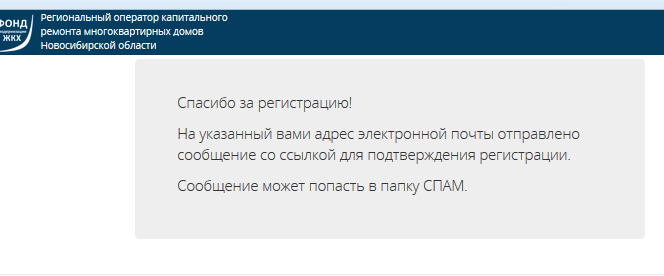 ФОНД
модернизации
ЖКХ
Региональный оператор капитального
ремонта многоквартирных домов
Новосибирской области
Спасибо за регистрацию!
На указанный вами адрес электронной почты отправлено
сообщение со ссылкой для подтверждения регистрации.
Сообщение может попасть в папку СПАМ.